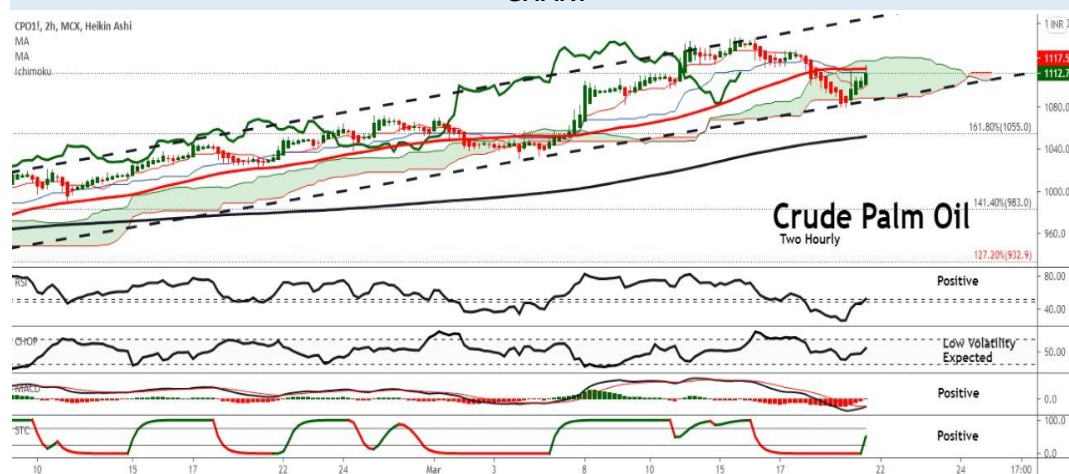 CPO1!, 2h, MCX, Heikin Ashi
MA
MA
Ichimoku
1 INR
1117.5
1112.7
1080.0
161.80%(1055.0)
1040.0
1000.0
141.40%(983.0)
960.0
127.20%(932.9)
Crude Palm Oil
Two Hourly
RSI
Positive
80.00
40.00
CHOP
Low Volatility
Expected
50.00
MACD
Positive
0.0
STC
Positive
100.0
0.0
10 15 17 22 24 Mar 3 8 10 15 17 22 24 17:00